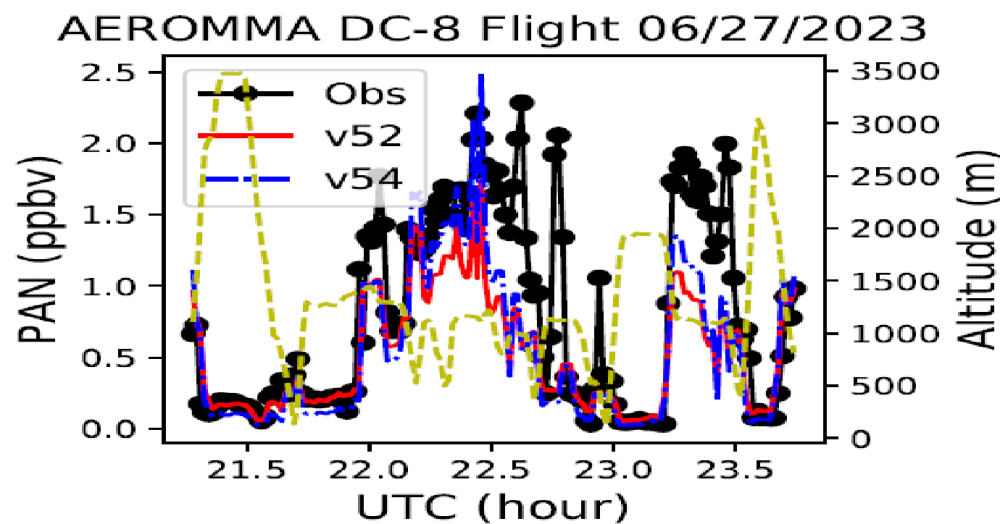 AEROMMA DC-8 Flight 06/27/2023
2.5
2.0
1.5
1.0
0.5
0.0
PAN (ppbv)
Obs
v52
v54
3500
3000
2500
2000
1500
1000
500
0
Altitude (m)
21.5 22.0 22.5 23.0 23.5
UTC (hour)